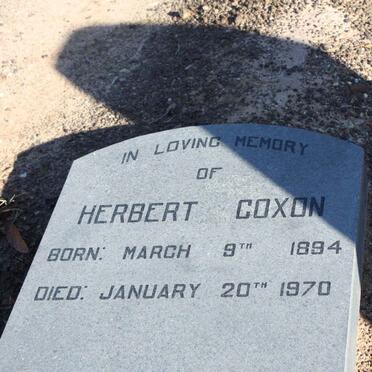 IN LOVING MEMORY
OF
HERBERT COXON
BORN: MARCH 9TH 1894
DIED: JANUARY 20TH 1970